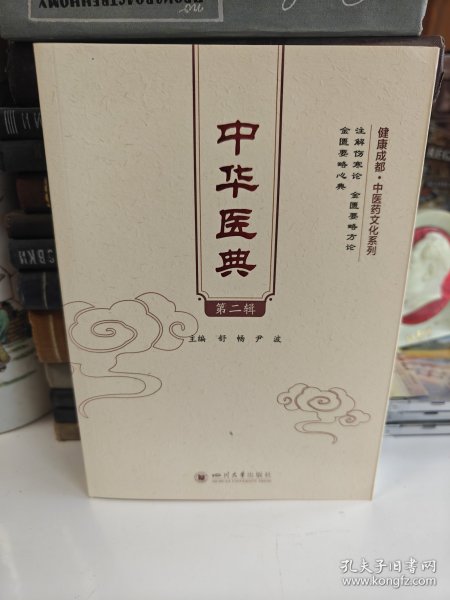 健康成都·中医药文化系列
注解伤寒论 金匮要略方论
金匮要略心典
中华医典
第二辑
主编 舒畅 尹波
四川大学出版社
孔夫子旧书网
www.kongfz.com